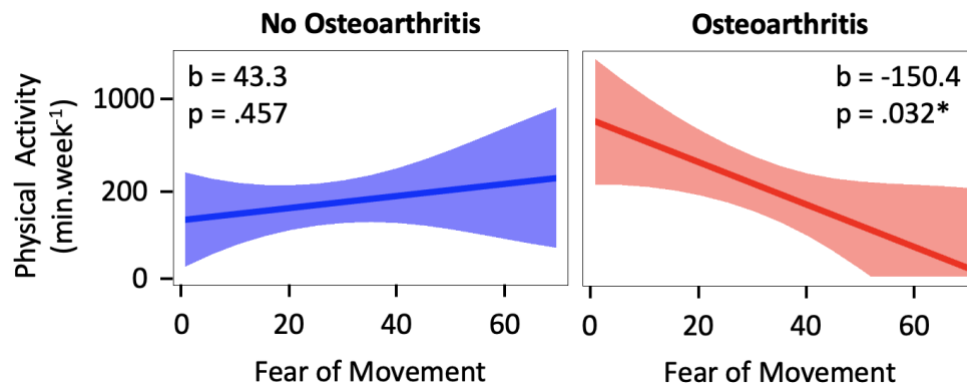 No Osteoarthritis
Osteoarthritis
Physical Activity
(min.week-1)
1000
200
0
b = 43.3
p = .457
b = -150.4
p = .032*
0 20 40 60
0 20 40 60
Fear of Movement
Fear of Movement